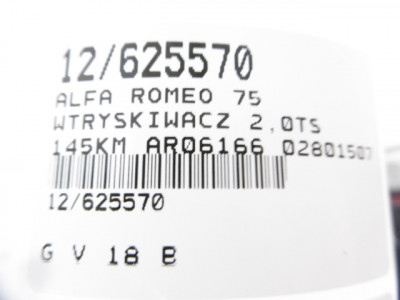 12/625570
ALFA ROMEO 75
WTRYSKIWACZ 2,0TS
145KM AR06166 02801507
12/625570
G V 18 B